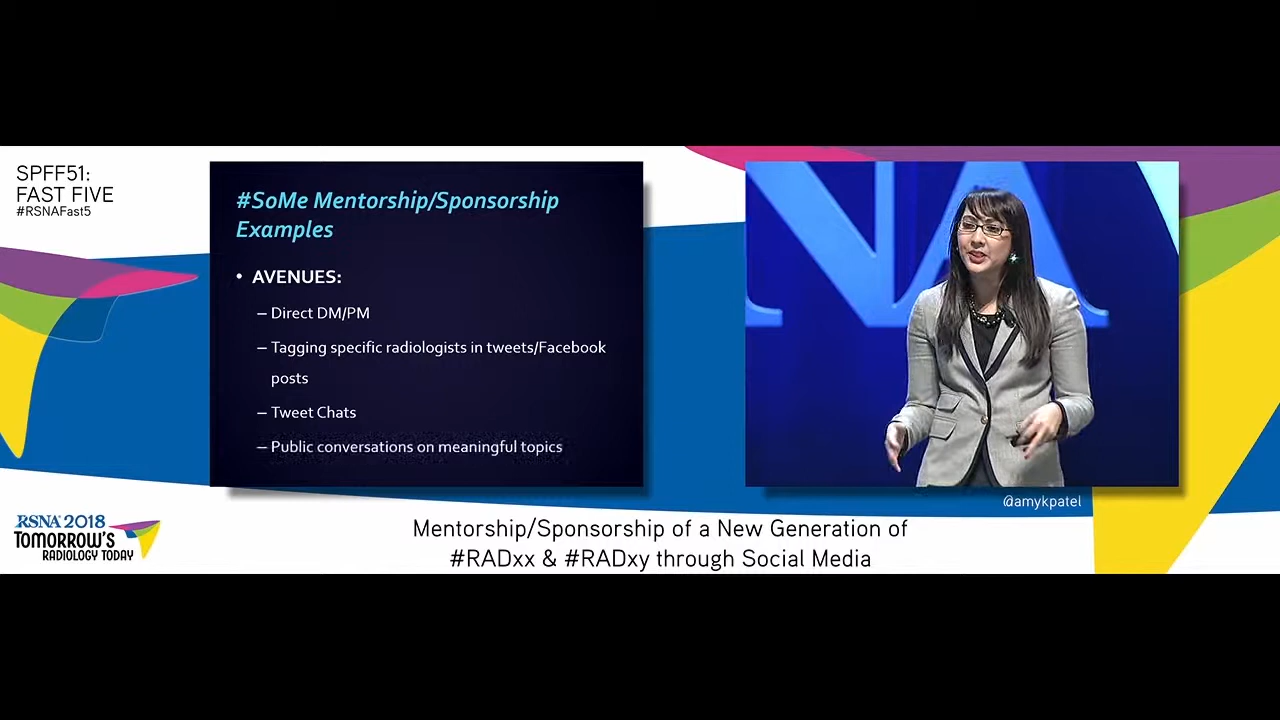 SPFF51:
FAST FIVE
#RSNAFast5
#SoMe Mentorship/Sponsorship
Examples
• AVENUES:
– Direct DM/PM
– Tagging specific radiologists in tweets/Facebook
posts
– Tweet Chats
– Public conversations on meaningful topics
NA
@amykpatel
RSNA 2018
TOMORROW'S
RADIOLOGY TODAY
Mentorship/Sponsorship of a New Generation of
#RADxx & #RADxy through Social Media